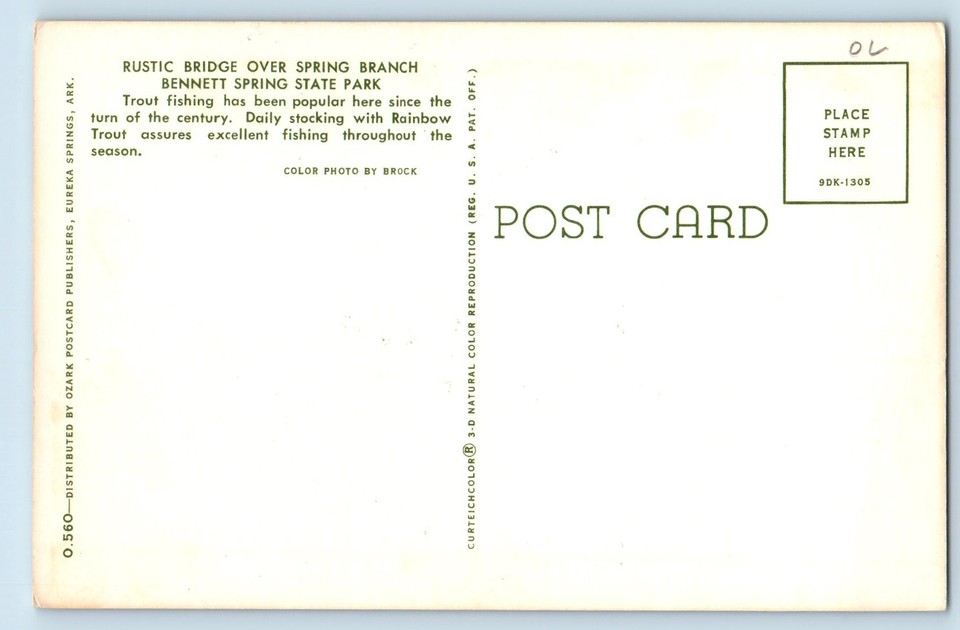 RUSTIC BRIDGE OVER SPRING BRANCH
BENNETT SPRING STATE PARK
Trout fishing has been popular here since the
turn of the century. Daily stocking with Rainbow
Trout assures excellent fishing throughout the
season.
COLOR PHOTO BY BROCK
O.560—DISTRIBUTED BY OZARK POSTCARD PUBLISHERS, EUREKA SPRINGS, ARK.
CURTEICHCOLOR® 3-D NATURAL COLOR REPRODUCTION (REG. U. S. A. PAT. OFF.)
POST CARD
PLACE
STAMP
HERE
9DK-1305